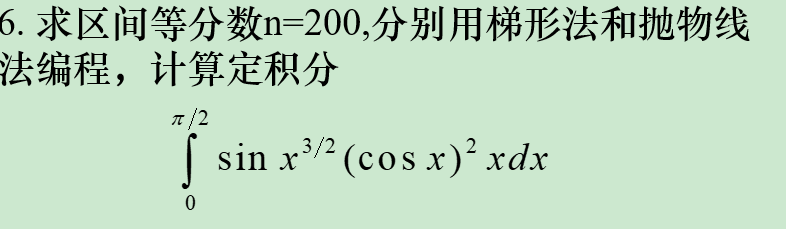 6. 求区间等分数n=200,分别用梯形法和抛物线
法编程，计算定积分
π/2
∫ sin x^{3/2} (cos x)^2 xdx
0